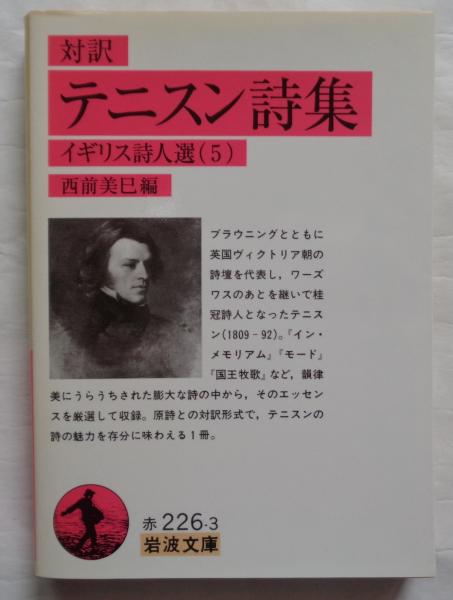 対訳
テニスン詩集
イギリス詩人選(5)
西前美巳編
ブラウニングとともに
英国ヴィクトリア朝の
詩壇を代表し,ワーズ
ワスのあとを継いで桂
冠詩人となったテニス
ン(1809-92)。『イン・
メモリアム』『モード』
『国王牧歌』など,韻律
美にうらうちされた膨大な詩の中から,そのエッセン
スを厳選して収録。原詩との対訳形式で,テニスンの
詩の魅力を存分に味わえる1冊。
赤 226-3
岩波文庫